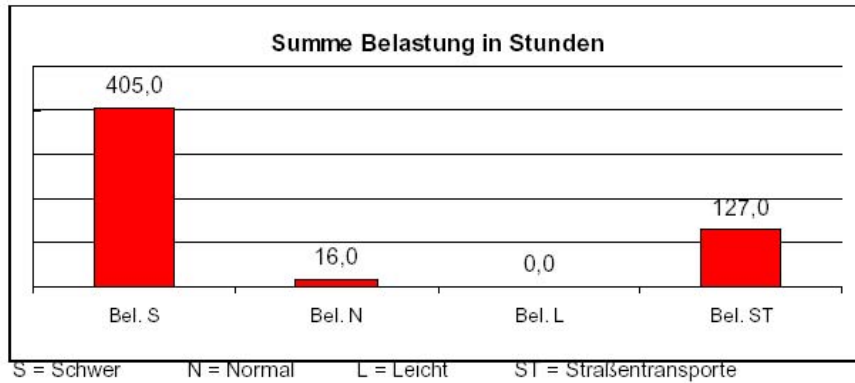 Summe Belastung in Stunden
405,0
16,0
0,0
127,0
Bel. S Bel. N Bel. L Bel. ST
S = Schwer N = Normal L = Leicht ST = Straßentransporte